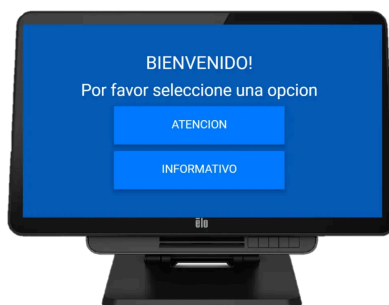 BIENVENIDO!
Por favor seleccione una opcion
ATENCION
INFORMATIVO
elo